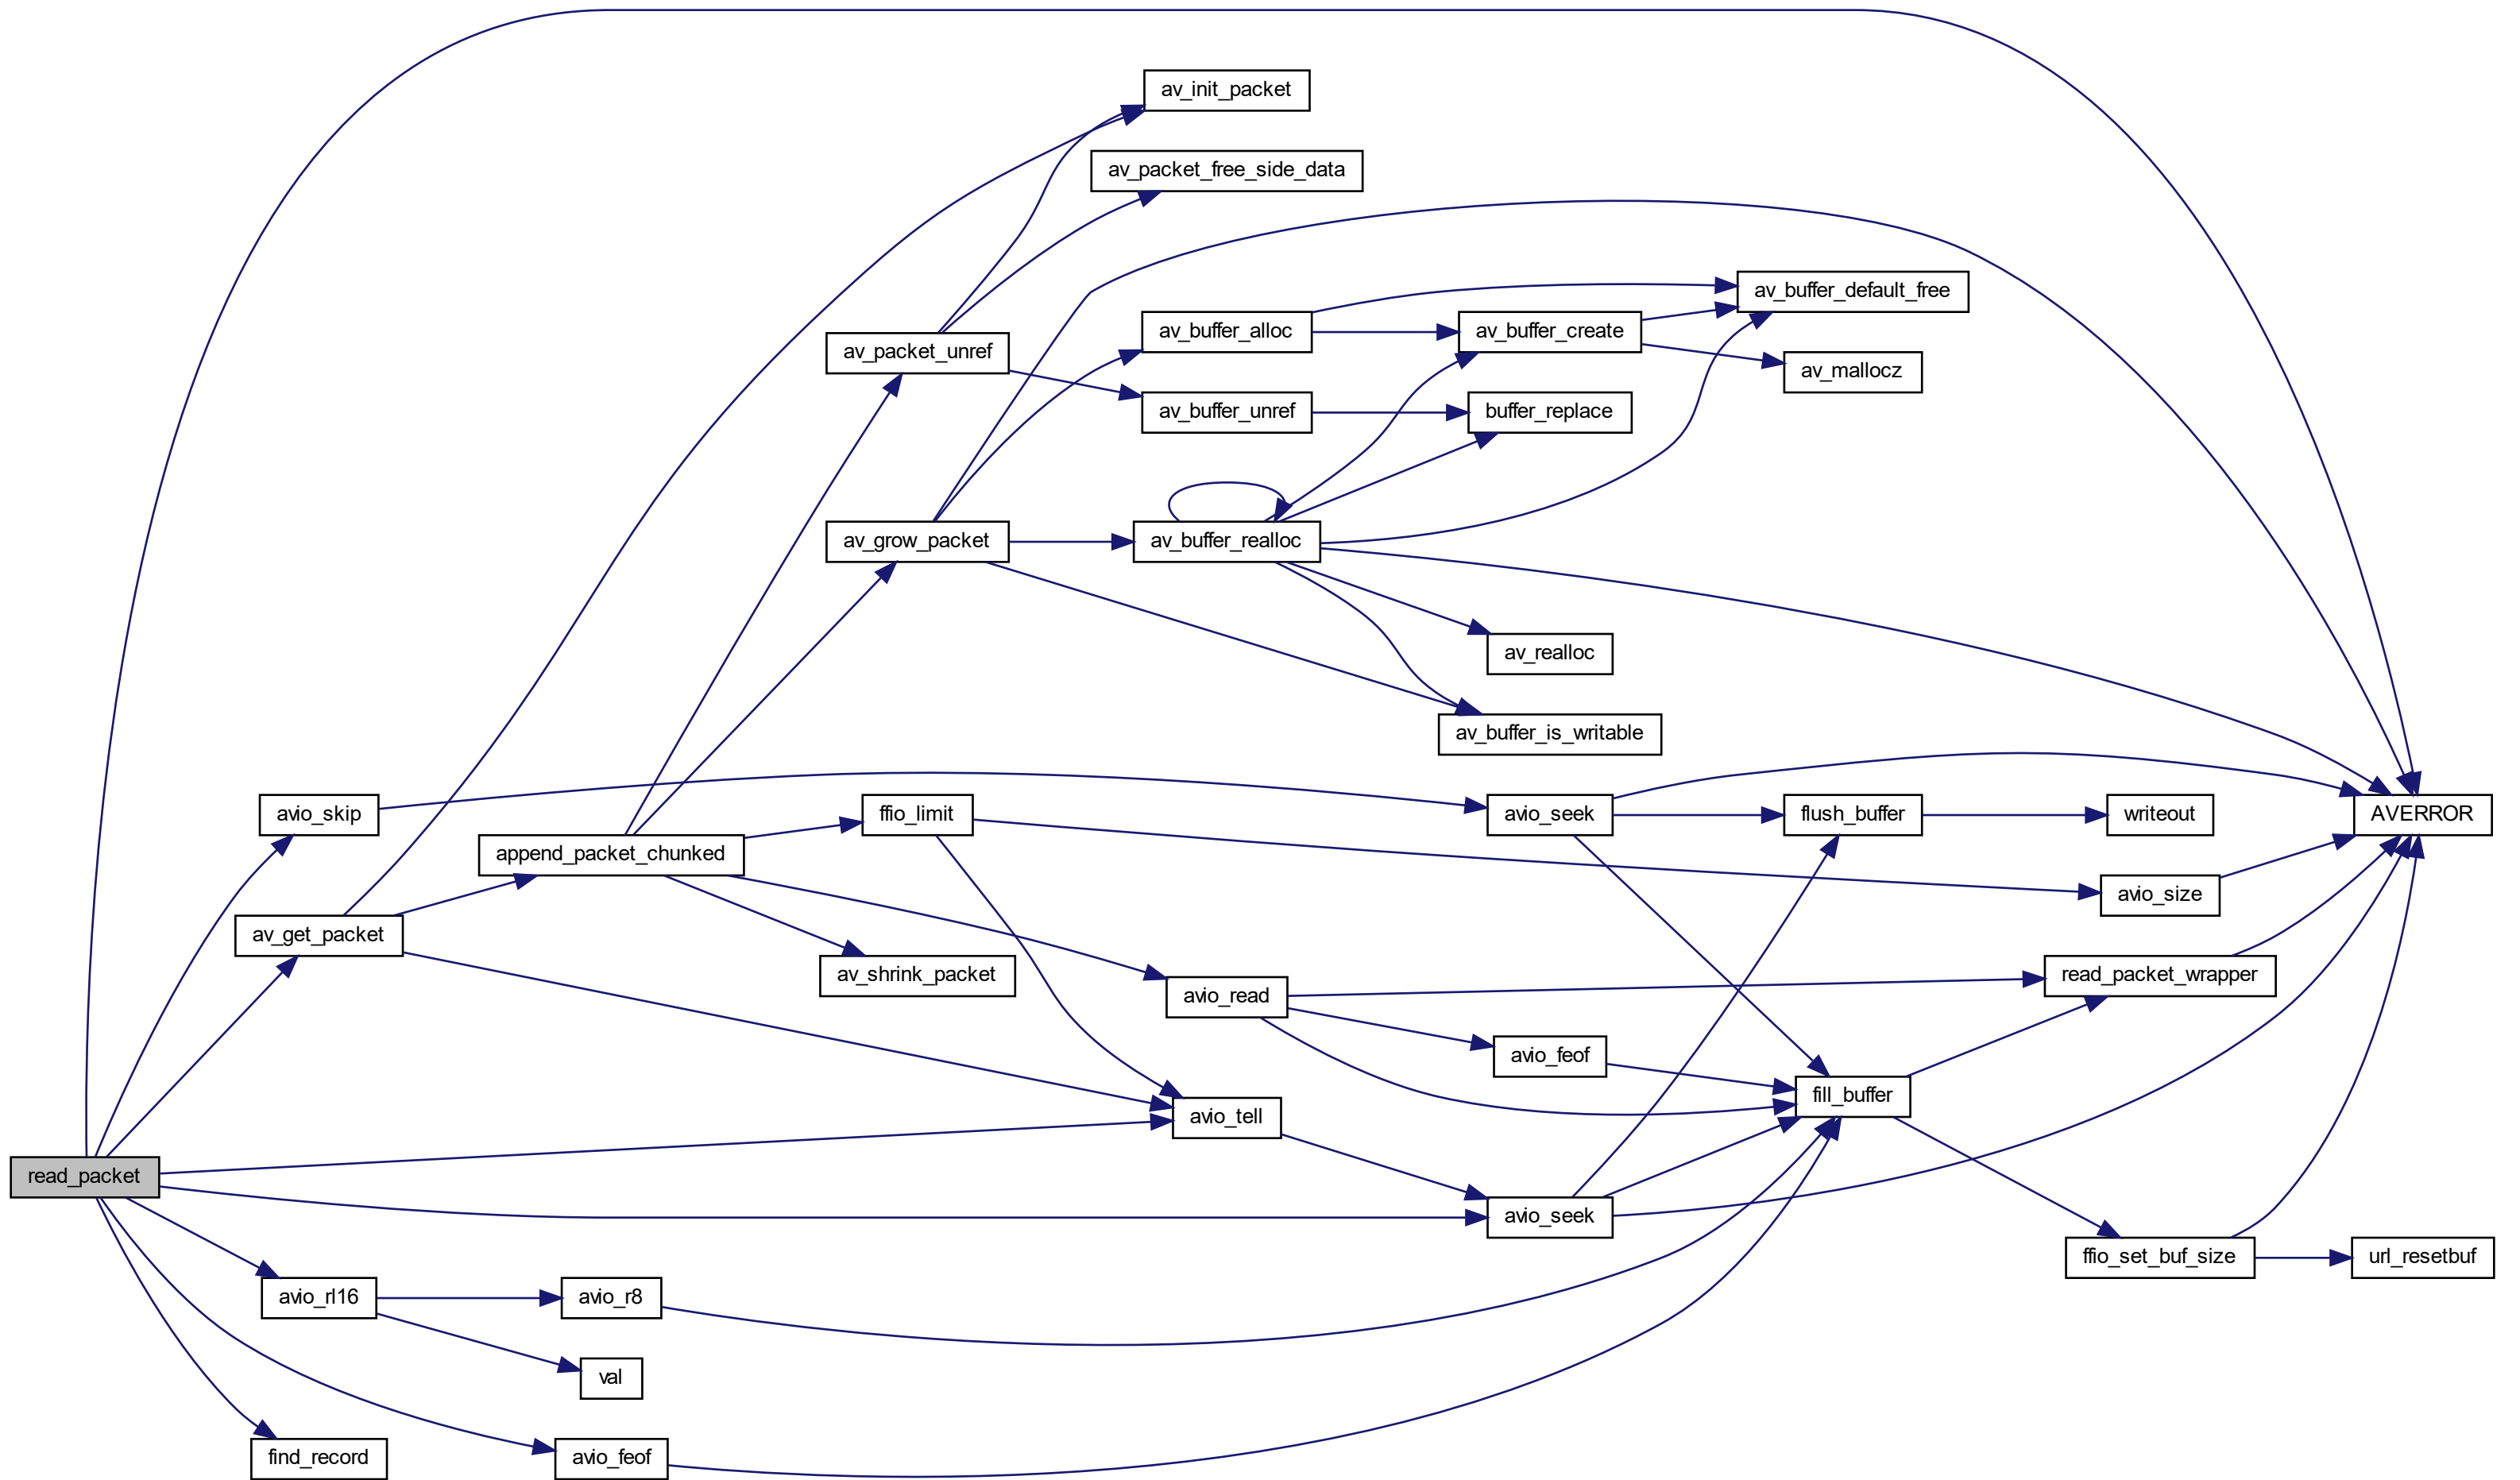 av_init_packet
av_packet_free_side_data
av_buffer_default_free
av_buffer_alloc
av_buffer_create
av_packet_unref
av_mallocz
av_buffer_unref
buffer_replace
av_grow_packet
av_buffer_realloc
av_realloc
av_buffer_is_writable
avio_skip
ffio_limit
avio_seek
flush_buffer
writeout
AVERROR
append_packet_chunked
avio_size
av_get_packet
av_shrink_packet
read_packet_wrapper
avio_read
avio_feof
fill_buffer
avio_tell
read_packet
avio_seek
ffio_set_buf_size
url_resetbuf
avio_rl16
avio_r8
val
find_record
avio_feof